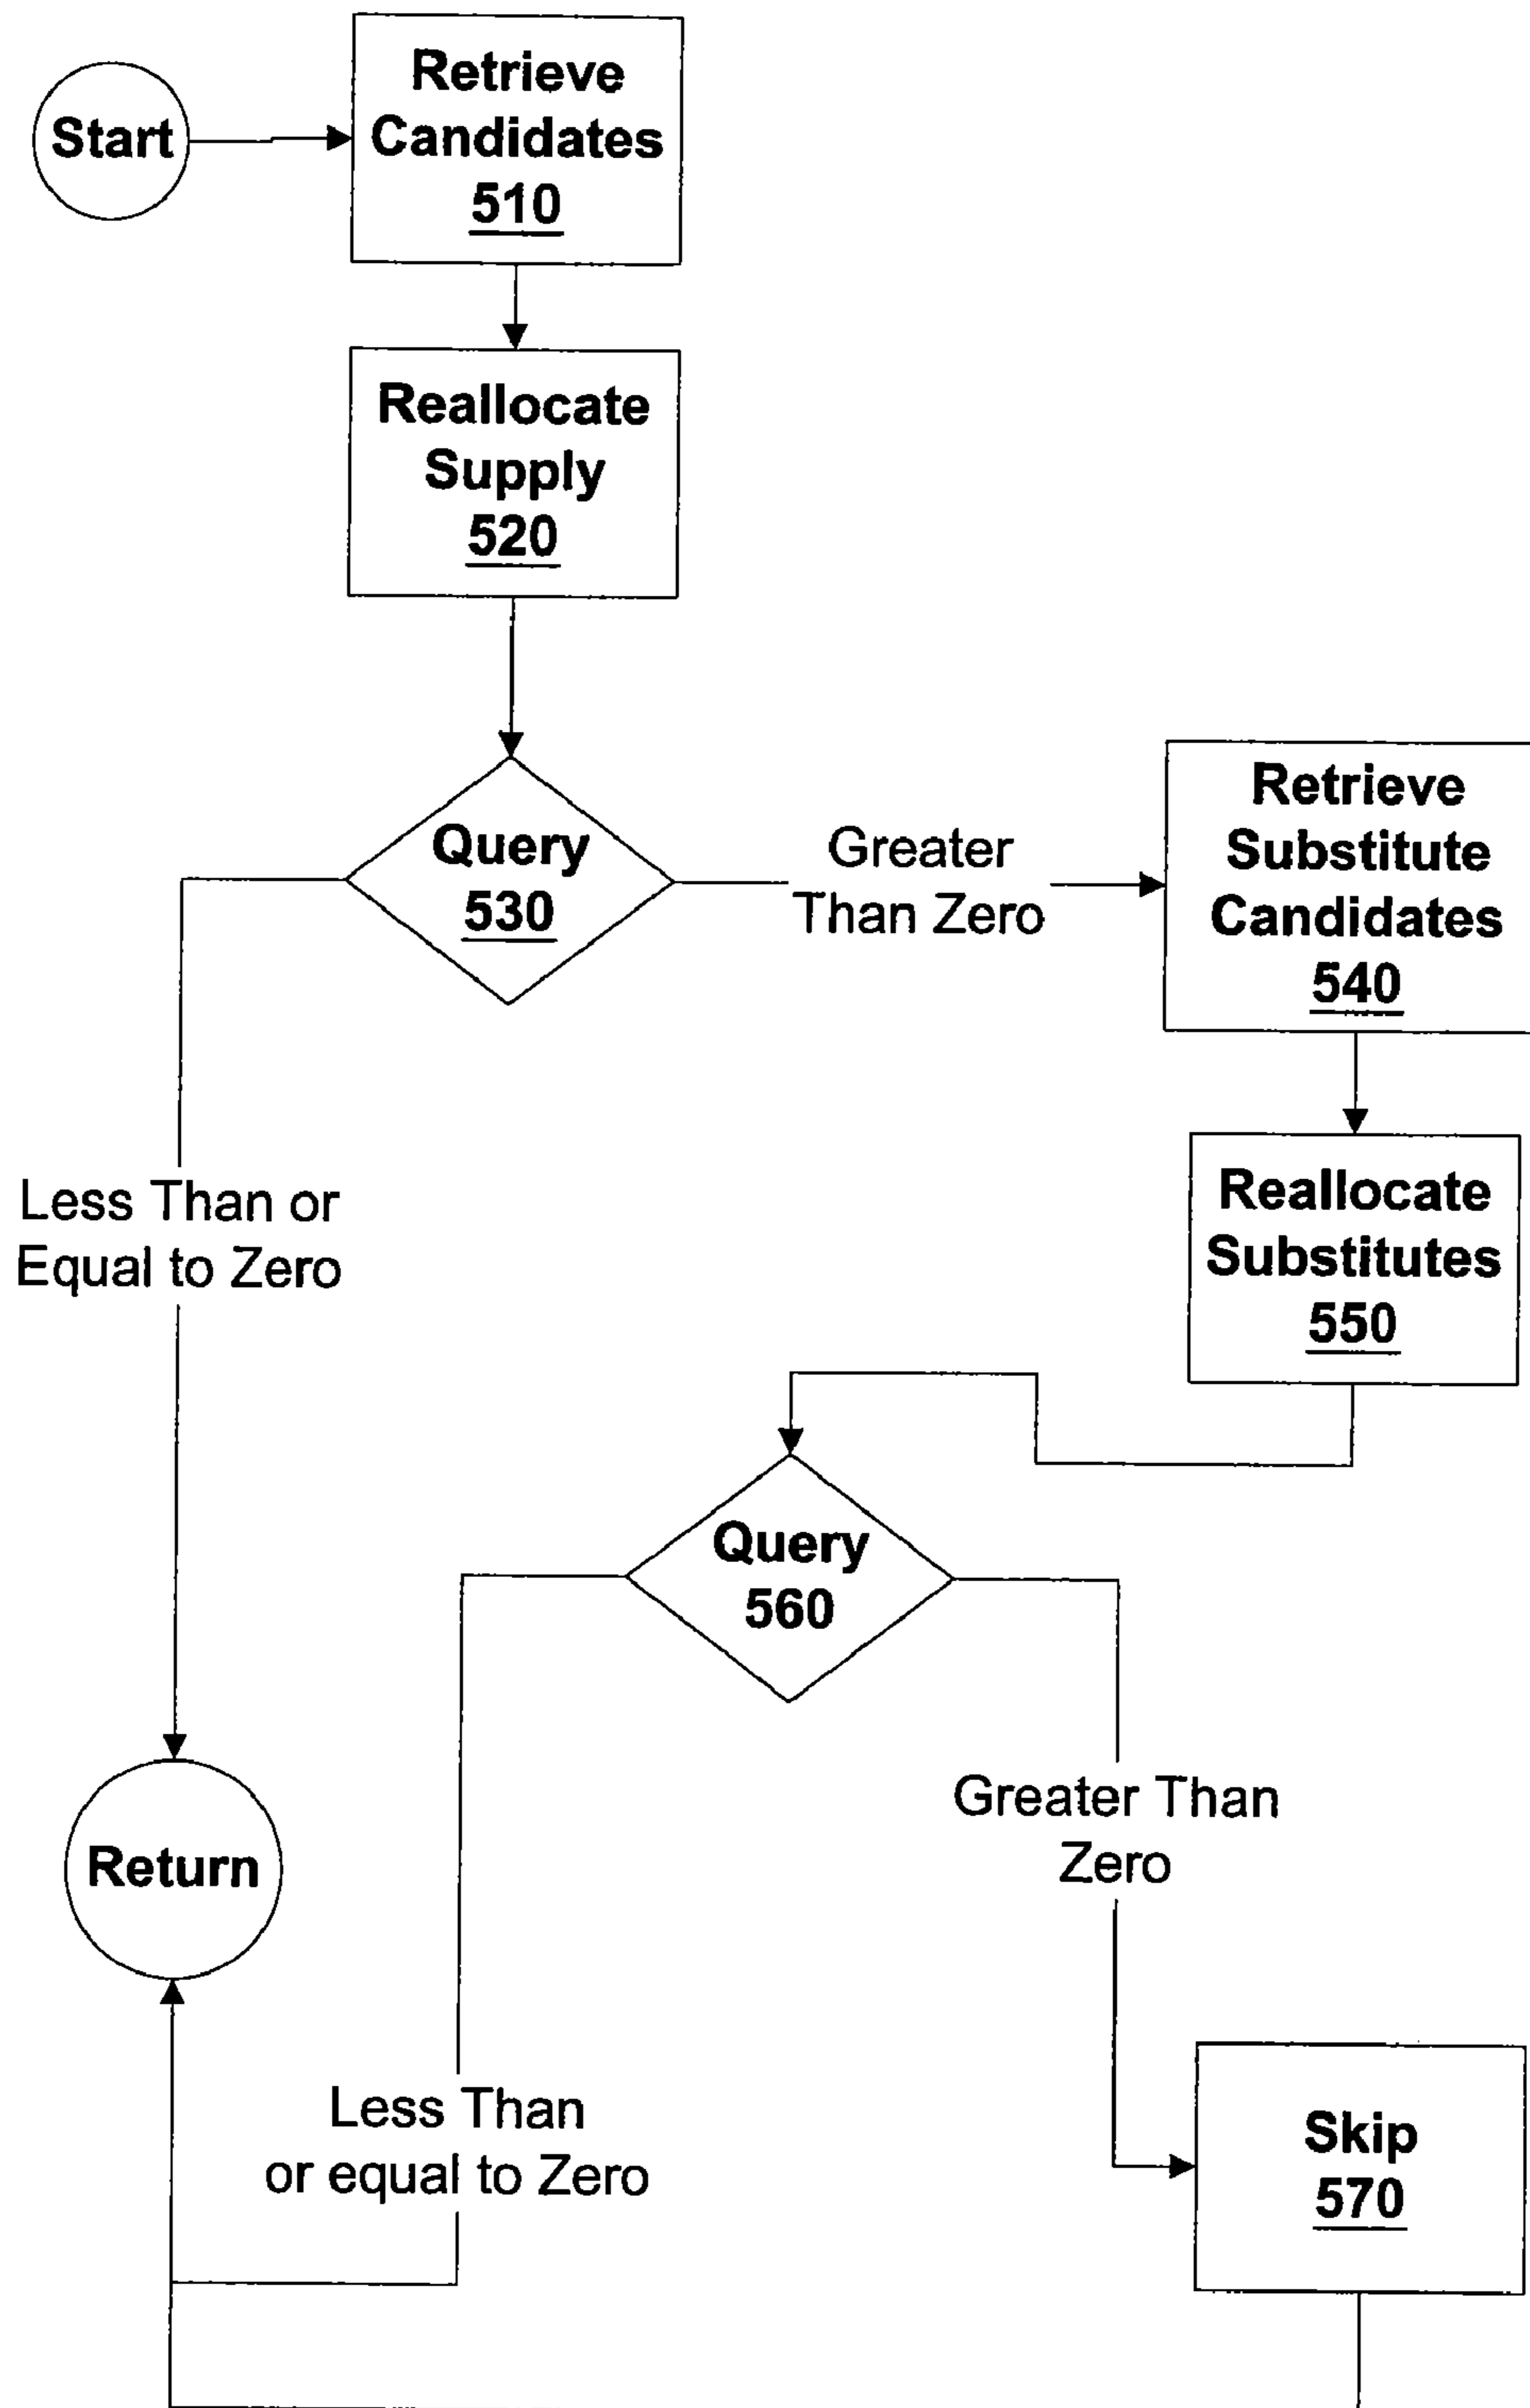 Start
Retrieve
Candidates
510
Reallocate
Supply
520
Query
530
Greater
Than Zero
Retrieve
Substitute
Candidates
540
Less Than or
Equal to Zero
Reallocate
Substitutes
550
Query
560
Greater Than
Zero
Return
Less Than
or equal to Zero
Skip
570